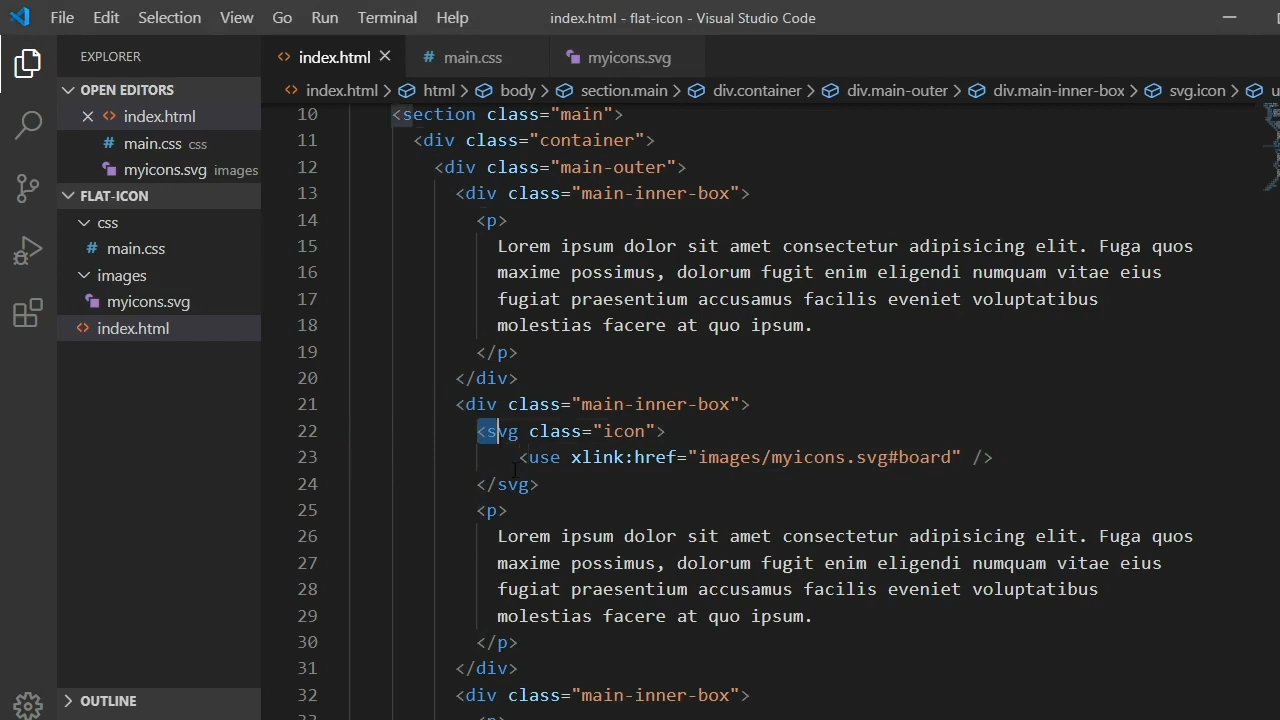 File Edit Selection View Go Run Terminal Help index.html - flat-icon - Visual Studio Code
EXPLORER
OPEN EDITORS
index.html
main.css css
myicons.svg images
FLAT-ICON
css
main.css
images
myicons.svg
index.html
OUTLINE
index.html main.css myicons.svg
index.html > html > body > section.main > div.container > div.main-outer > div.main-inner-box > svg.icon > u
10 <section class="main">
11 <div class="container">
12 <div class="main-outer">
13 <div class="main-inner-box">
14 <p>
15 Lorem ipsum dolor sit amet consectetur adipisicing elit. Fuga quos
16 maxime possimus, dolorum fugit enim eligendi numquam vitae eius
17 fugiat praesentium accusamus facilis eveniet voluptatibus
18 molestias facere at quo ipsum.
19 </p>
20 </div>
21 <div class="main-inner-box">
22 <svg class="icon">
23 <use xlink:href="images/myicons.svg#board" />
24 </svg>
25 <p>
26 Lorem ipsum dolor sit amet consectetur adipisicing elit. Fuga quos
27 maxime possimus, dolorum fugit enim eligendi numquam vitae eius
28 fugiat praesentium accusamus facilis eveniet voluptatibus
29 molestias facere at quo ipsum.
30 </p>
31 </div>
32 <div class="main-inner-box">